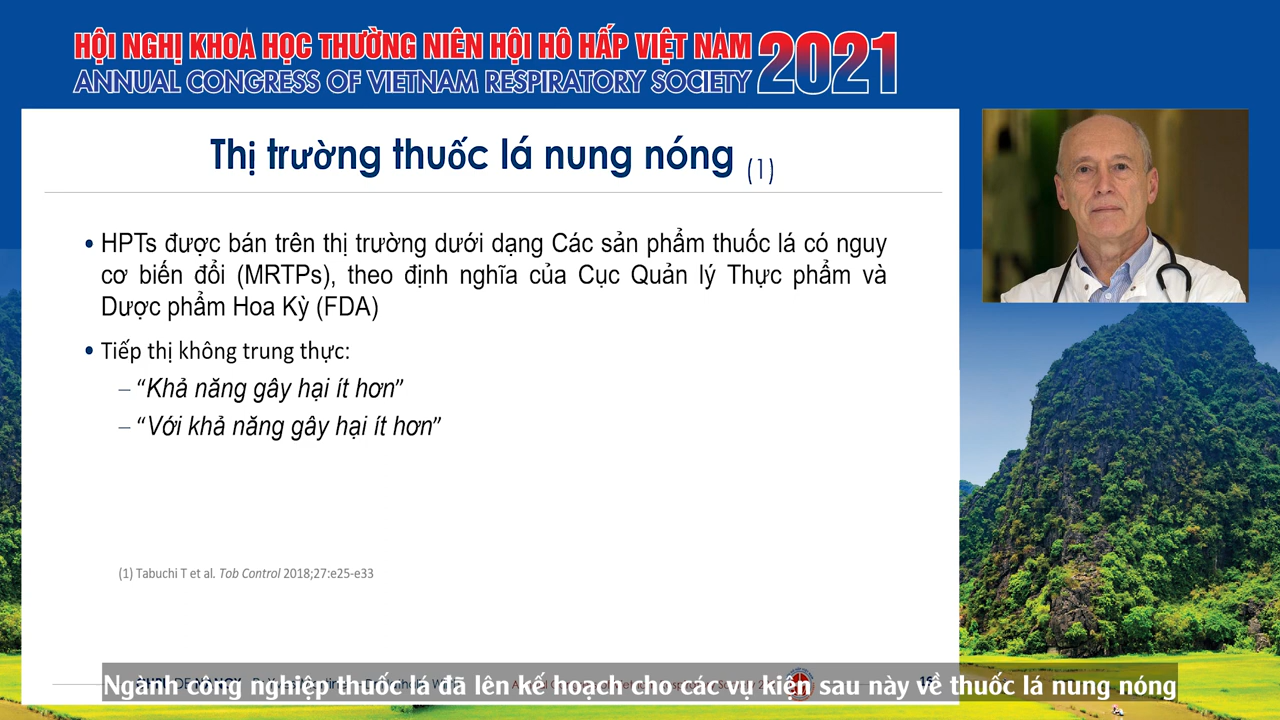 HỘI NGHỊ KHOA HỌC THƯỜNG NIÊN HỘI HÔ HẤP VIỆT NAM 2021
ANNUAL CONGRESS OF VIETNAM RESPIRATORY SOCIETY
Thị trường thuốc lá nung nóng (1)
• HPTs được bán trên thị trường dưới dạng Các sản phẩm thuốc lá có nguy
cơ biến đổi (MRTPs), theo định nghĩa của Cục Quản lý Thực phẩm và
Dược phẩm Hoa Kỳ (FDA)
• Tiếp thị không trung thực:
– “Khả năng gây hại ít hơn”
– “Với khả năng gây hại ít hơn”
(1) Tabuchi T et al. Tob Control 2018;27:e25-e33
Ngành công nghiệp thuốc lá đã lên kế hoạch cho các vụ kiện sau này về thuốc lá nung nóng